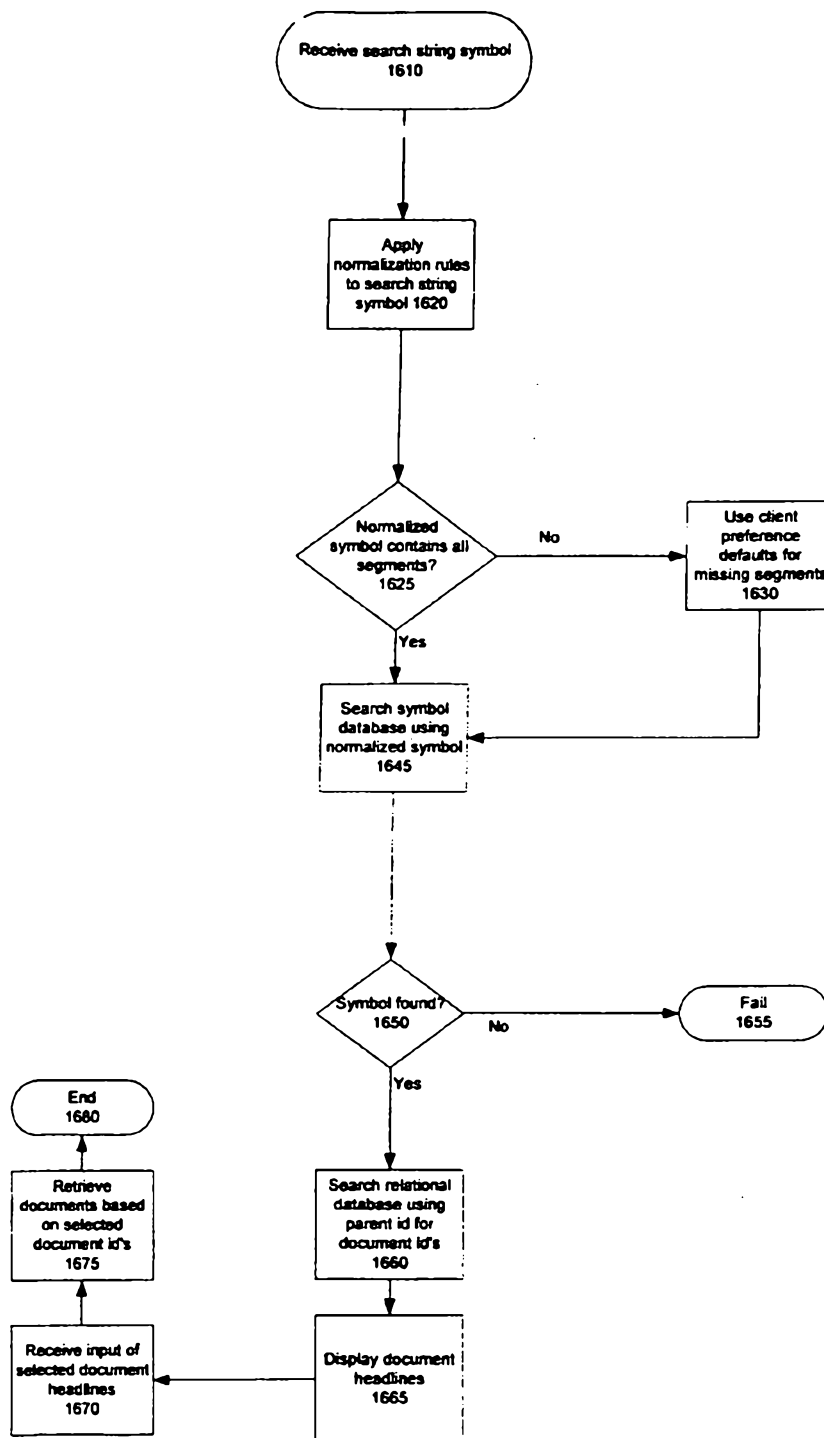 Receive search string symbol
1610
Apply
normalization rules
to search string
symbol 1620
Normalized
symbol contains all
segments?
1625
No
Use client
preference
defaults for
missing segments
1630
Yes
Search symbol
database using
normalized symbol
1645
Symbol found?
1650
No
Fail
1655
Yes
Search relational
database using
parent id for
document id's
1660
Display document
headlines
1665
Receive input of
selected document
headlines
1670
Retrieve
documents based
on selected
document id's
1675
End
1680